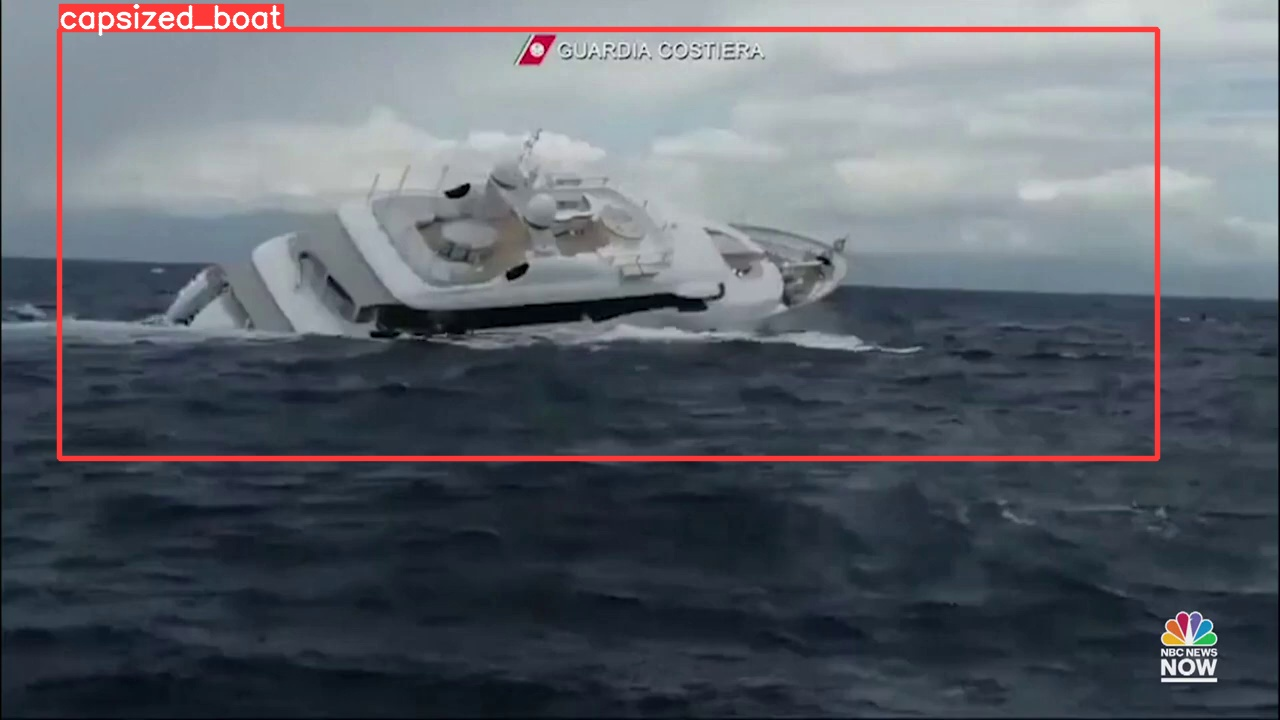 capsized_boat
GUARDIA COSTIERA
NBC NEWS
NOW